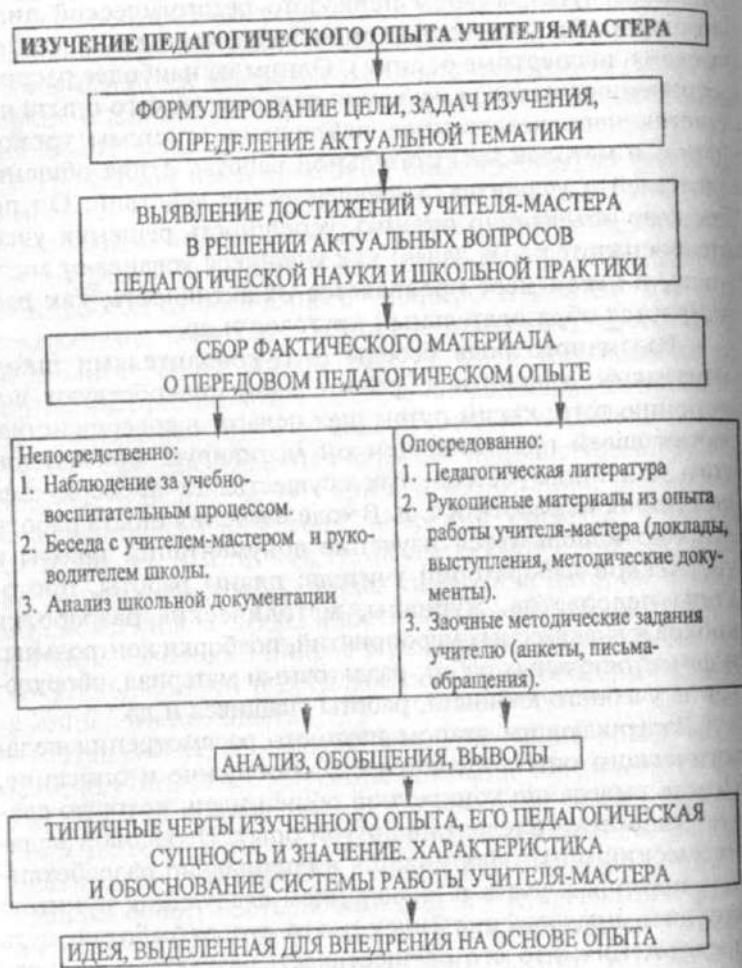 ИЗУЧЕНИЕ ПЕДАГОГИЧЕСКОГО ОПЫТА УЧИТЕЛЯ-МАСТЕРА
ФОРМУЛИРОВАНИЕ ЦЕЛИ, ЗАДАЧ ИЗУЧЕНИЯ,
ОПРЕДЕЛЕНИЕ АКТУАЛЬНОЙ ТЕМАТИКИ
ВЫЯВЛЕНИЕ ДОСТИЖЕНИЙ УЧИТЕЛЯ-МАСТЕРА
В РЕШЕНИИ АКТУАЛЬНЫХ ВОПРОСОВ
ПЕДАГОГИЧЕСКОЙ НАУКИ И ШКОЛЬНОЙ ПРАКТИКИ
СБОР ФАКТИЧЕСКОГО МАТЕРИАЛА
О ПЕРЕДОВОМ ПЕДАГОГИЧЕСКОМ ОПЫТЕ
Непосредственно:
1. Наблюдение за учебно-
воспитательным процессом.
2. Беседа с учителем-мастером и руко-
водителем школы.
3. Анализ школьной документации
Опосредованно:
1. Педагогическая литература
2. Рукописные материалы из опыта
работы учителя-мастера (доклады,
выступления, методические доку-
менты).
3. Заочные методические задания
учителю (анкеты, письма-
обращения).
АНАЛИЗ, ОБОБЩЕНИЯ, ВЫВОДЫ
ТИПИЧНЫЕ ЧЕРТЫ ИЗУЧЕННОГО ОПЫТА, ЕГО ПЕДАГОГИЧЕСКАЯ
СУЩНОСТЬ И ЗНАЧЕНИЕ. ХАРАКТЕРИСТИКА
И ОБОСНОВАНИЕ СИСТЕМЫ РАБОТЫ УЧИТЕЛЯ-МАСТЕРА
ИДЕЯ, ВЫДЕЛЕННАЯ ДЛЯ ВНЕДРЕНИЯ НА ОСНОВЕ ОПЫТА